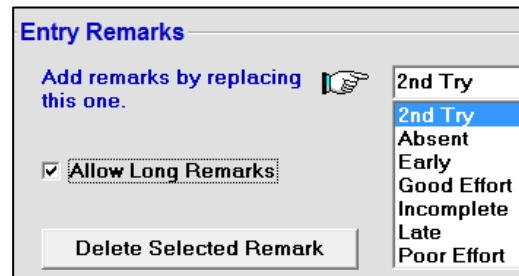 Entry Remarks
Add remarks by replacing
this one.
2nd Try
2nd Try
Absent
Early
Good Effort
Incomplete
Late
Poor Effort
Allow Long Remarks
Delete Selected Remark